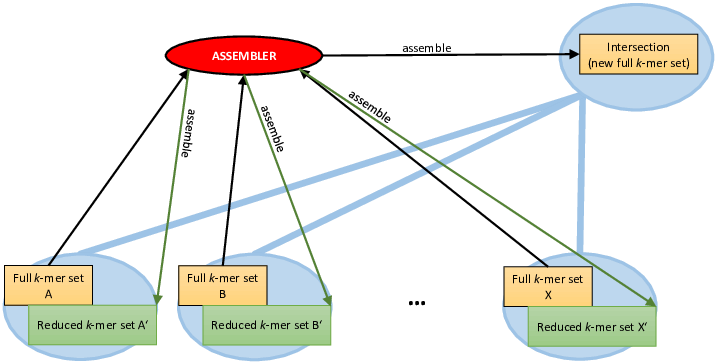 ASSEMBLER
assemble
Intersection
(new full k-mer set)
assemble
assemble
assemble
Full k-mer set
A
Reduced k-mer set A’
Full k-mer set
B
Reduced k-mer set B’
...
Full k-mer set
X
Reduced k-mer set X’